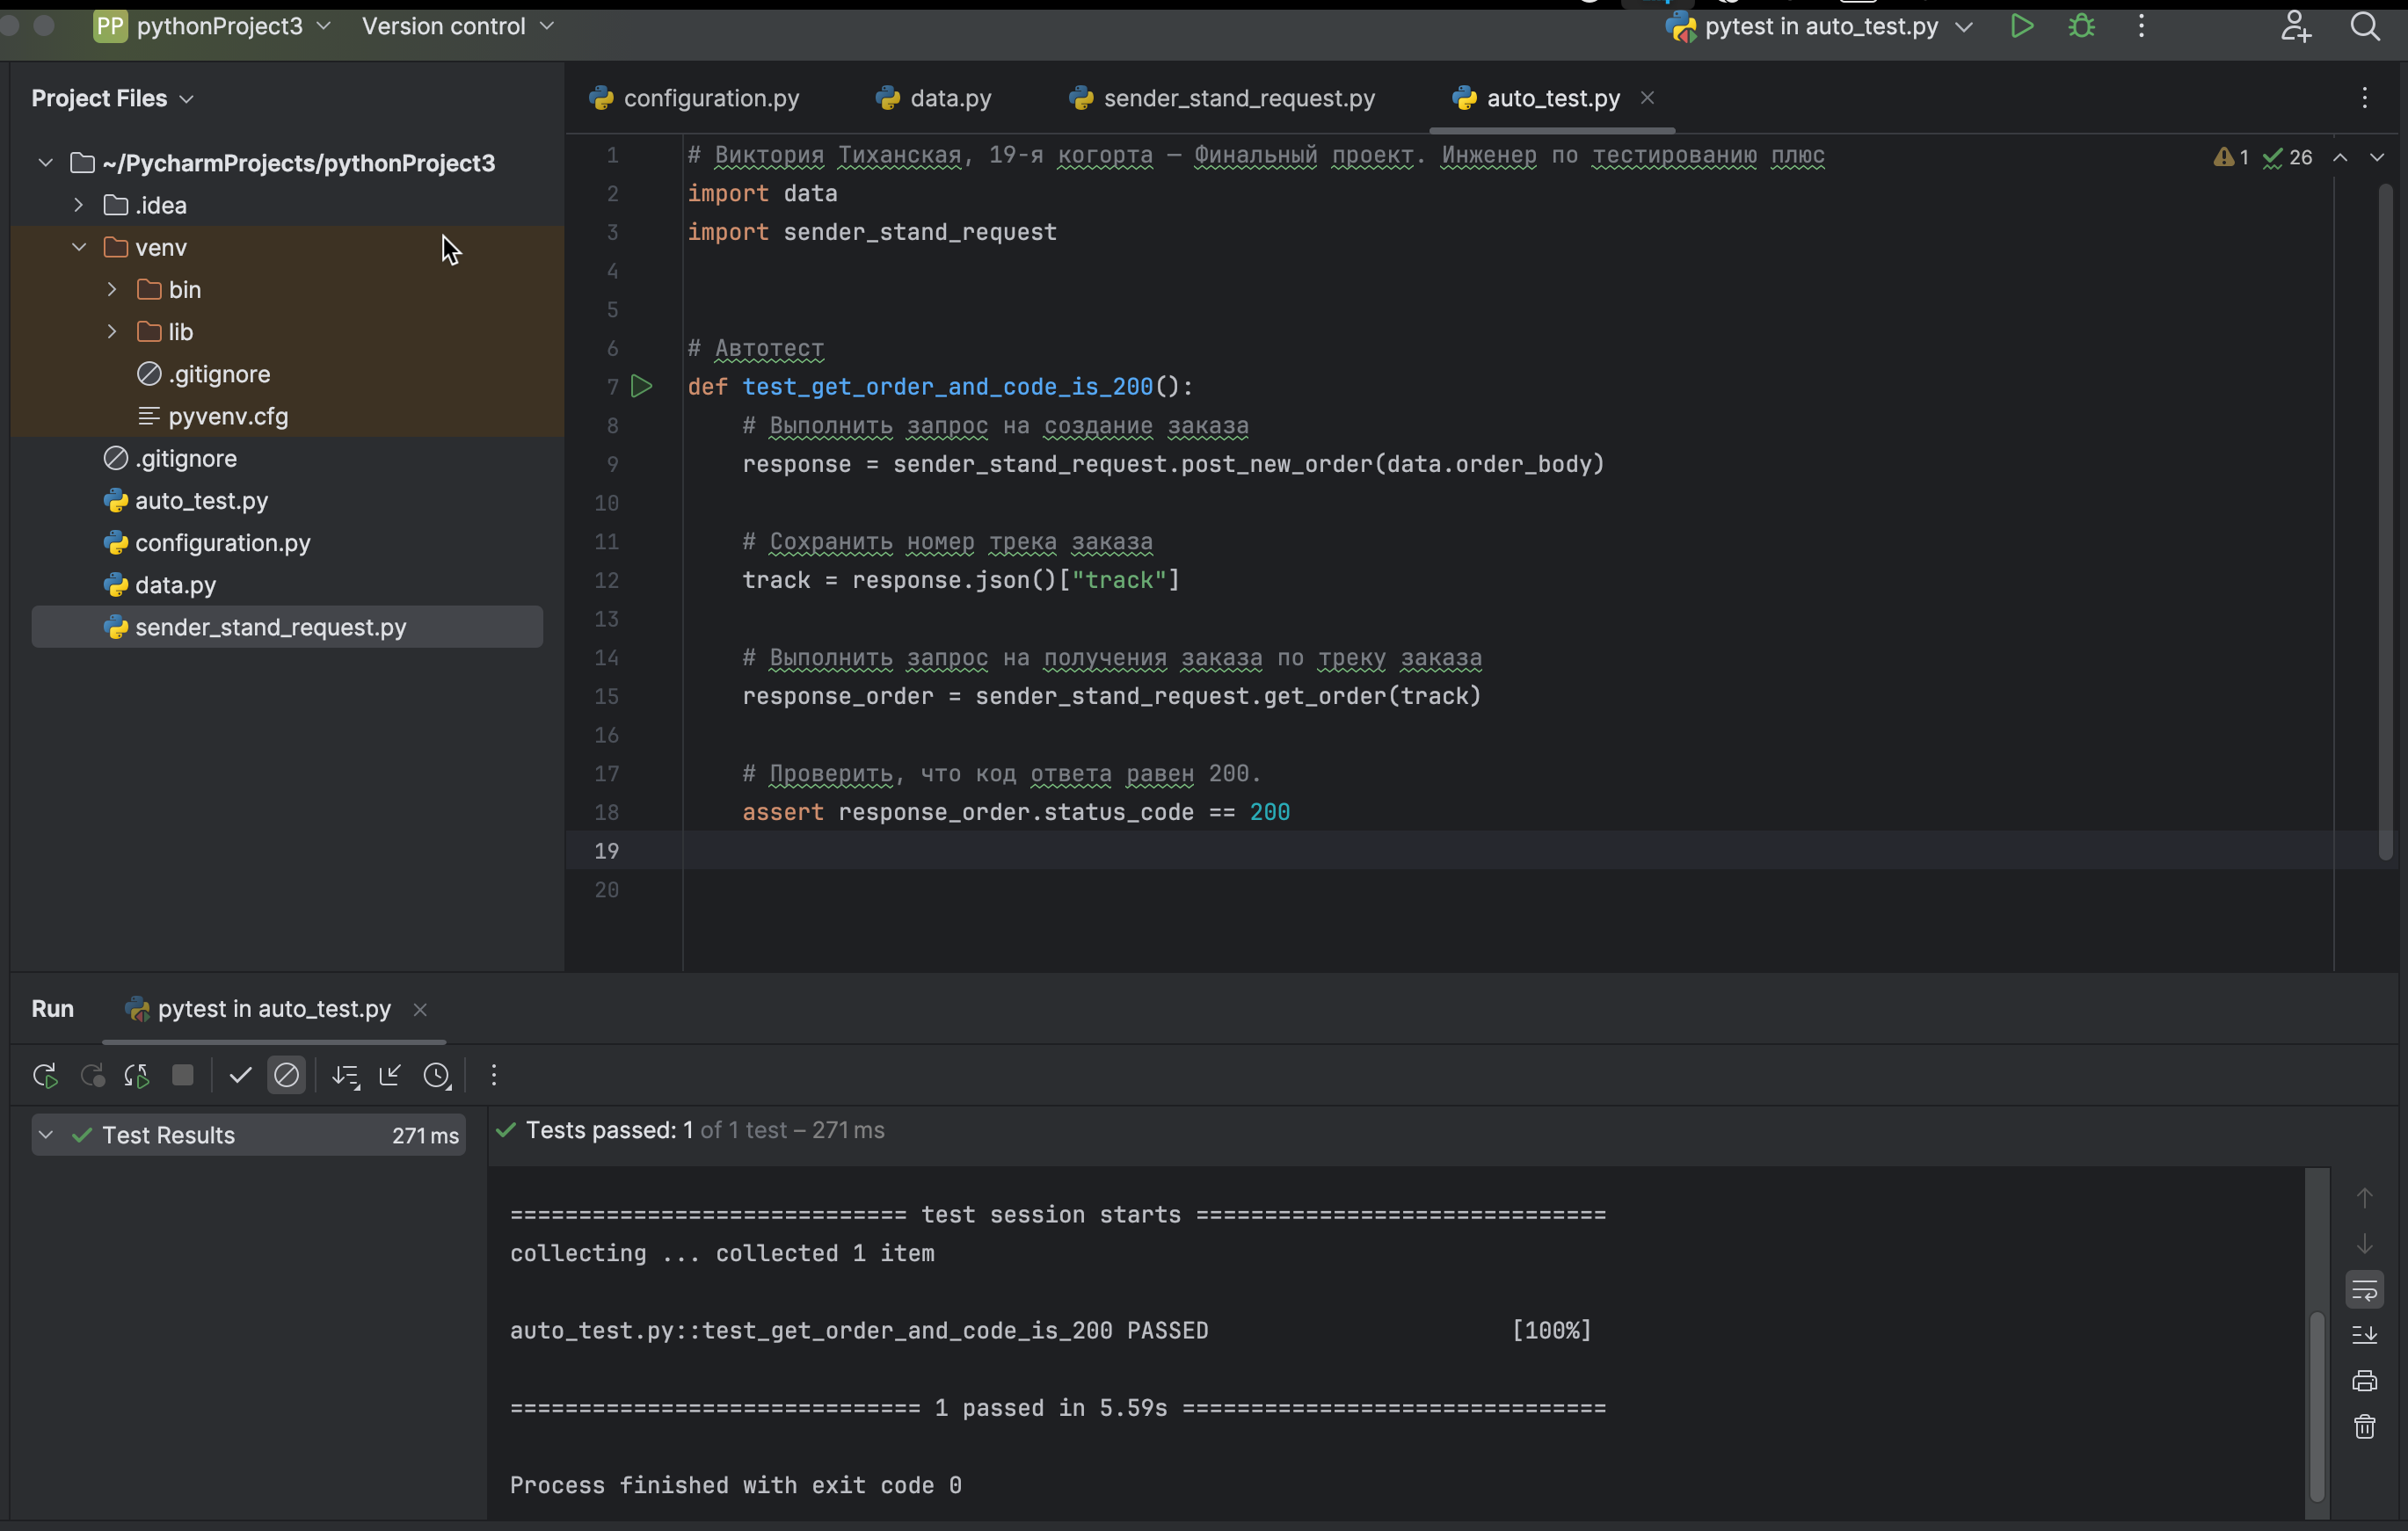 PP pythonProject3 Version control pytest in auto_test.py
Project Files
~/PycharmProjects/pythonProject3
.idea
venv
bin
lib
.gitignore
pyvenv.cfg
.gitignore
auto_test.py
configuration.py
data.py
sender_stand_request.py
configuration.py data.py sender_stand_request.py auto_test.py
1 # Виктория Тиханская, 19-я когорта — Финальный проект. Инженер по тестированию плюс
1 26
2 import data
3 import sender_stand_request
4
5
6 # Автотест
7 def test_get_order_and_code_is_200():
8 # Выполнить запрос на создание заказа
9 response = sender_stand_request.post_new_order(data.order_body)
10
11 # Сохранить номер трека заказа
12 track = response.json()["track"]
13
14 # Выполнить запрос на получения заказа по треку заказа
15 response_order = sender_stand_request.get_order(track)
16
17 # Проверить, что код ответа равен 200.
18 assert response_order.status_code == 200
19
20
Run pytest in auto_test.py
Test Results 271 ms
Tests passed: 1 of 1 test – 271 ms
============================= test session starts ==============================
collecting ... collected 1 item
auto_test.py::test_get_order_and_code_is_200 PASSED [100%]
============================== 1 passed in 5.59s ===============================
Process finished with exit code 0